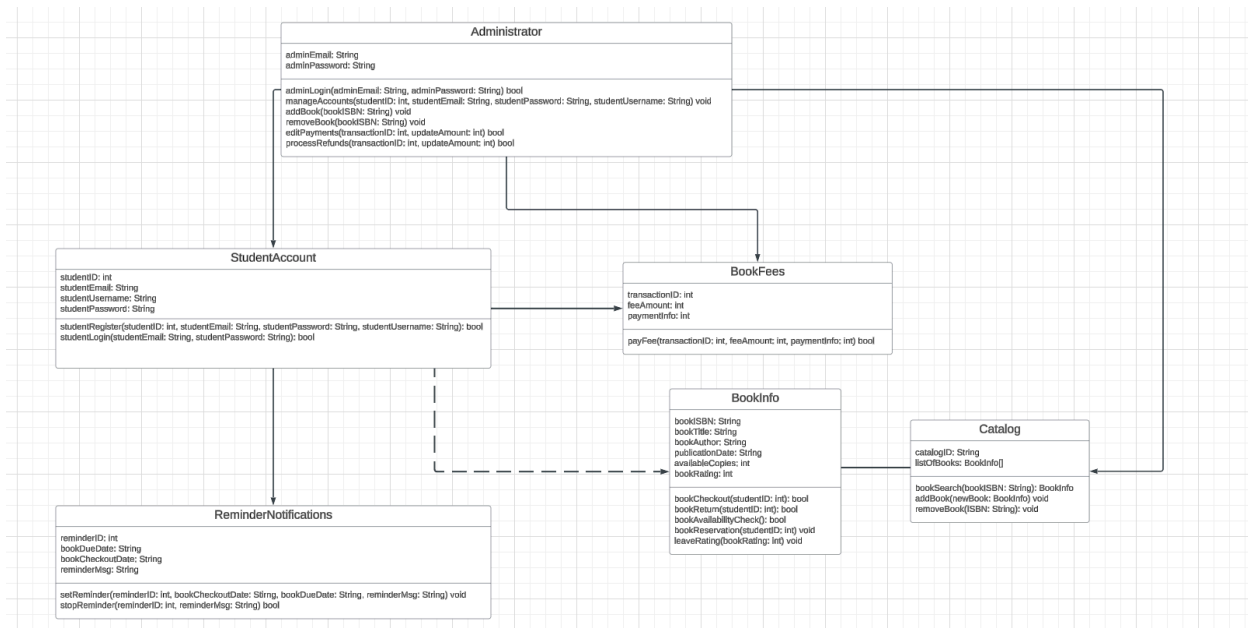 Administrator
adminEmail: String
adminPassword: String
adminLogin(adminEmail: String, adminPassword: String) bool
manageAccounts(studentID: int, studentEmail: String, studentPassword: String, studentUsername: String) void
addBook(bookISBN: String) void
removeBook(bookISBN: String) void
editPayments(transactionID: int, updateAmount: int) bool
processRefunds(transactionID: int, updateAmount: int) bool
StudentAccount
studentID: int
studentEmail: String
studentUsername: String
studentPassword: String
studentRegister(studentID: int, studentEmail: String, studentPassword: String, studentUsername: String): bool
studentLogin(studentEmail: String, studentPassword: String): bool
BookFees
transactionID: int
feeAmount: int
paymentInfo: int
payFee(transactionID: int, feeAmount: int, paymentInfo: int) bool
BookInfo
bookISBN: String
bookTitle: String
bookAuthor: String
publicationDate: String
availableCopies: int
bookRating: int
bookCheckout(studentID: int): bool
bookReturn(studentID: int): bool
bookAvailabilityCheck(): bool
bookReservation(studentID: int) void
leaveRating(bookRating: int) void
Catalog
catalogID: String
listOfBooks: BookInfo[]
bookSearch(bookISBN: String): BookInfo
addBook(newBook: BookInfo) void
removeBook(ISBN: String): void
ReminderNotifications
reminderID: int
bookDueDate: String
bookCheckoutDate: String
reminderMsg: String
setReminder(reminderID: int, bookCheckoutDate: Stirng, bookDueDate: String, reminderMsg: String) void
stopReminder(reminderID: int, reminderMsg: String) bool